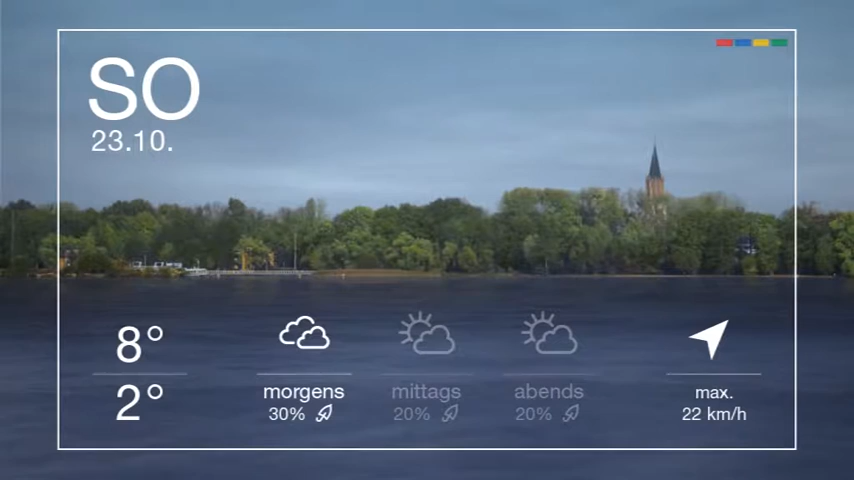 SO
23.10.
8°
2°
morgens
30%
mittags
20%
abends
20%
max.
22 km/h